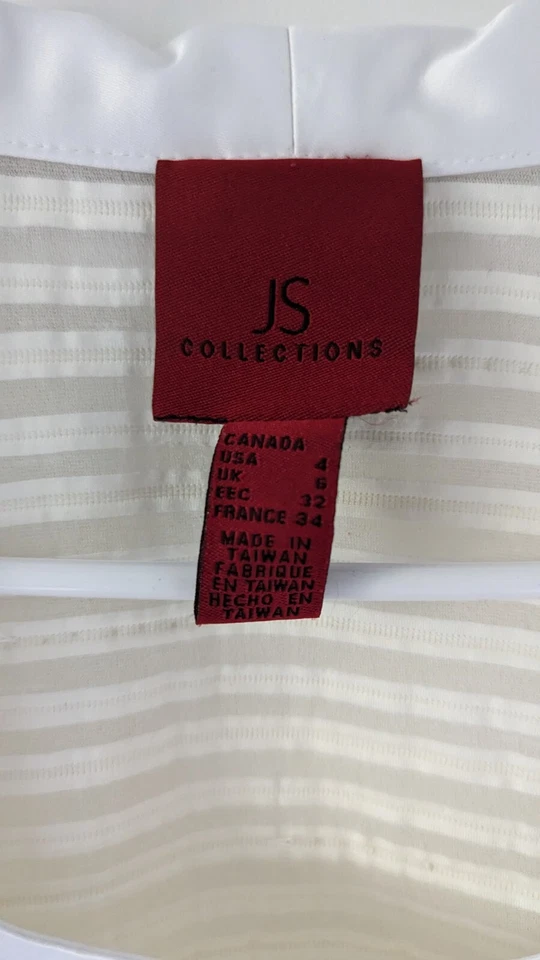 JS
COLLECTIONS
CANADA
USA 4
UK 6
EEC 32
FRANCE 34
MADE IN
TAIWAN
FABRIQUE
EN TAIWAN
HECHO EN
TAIWAN